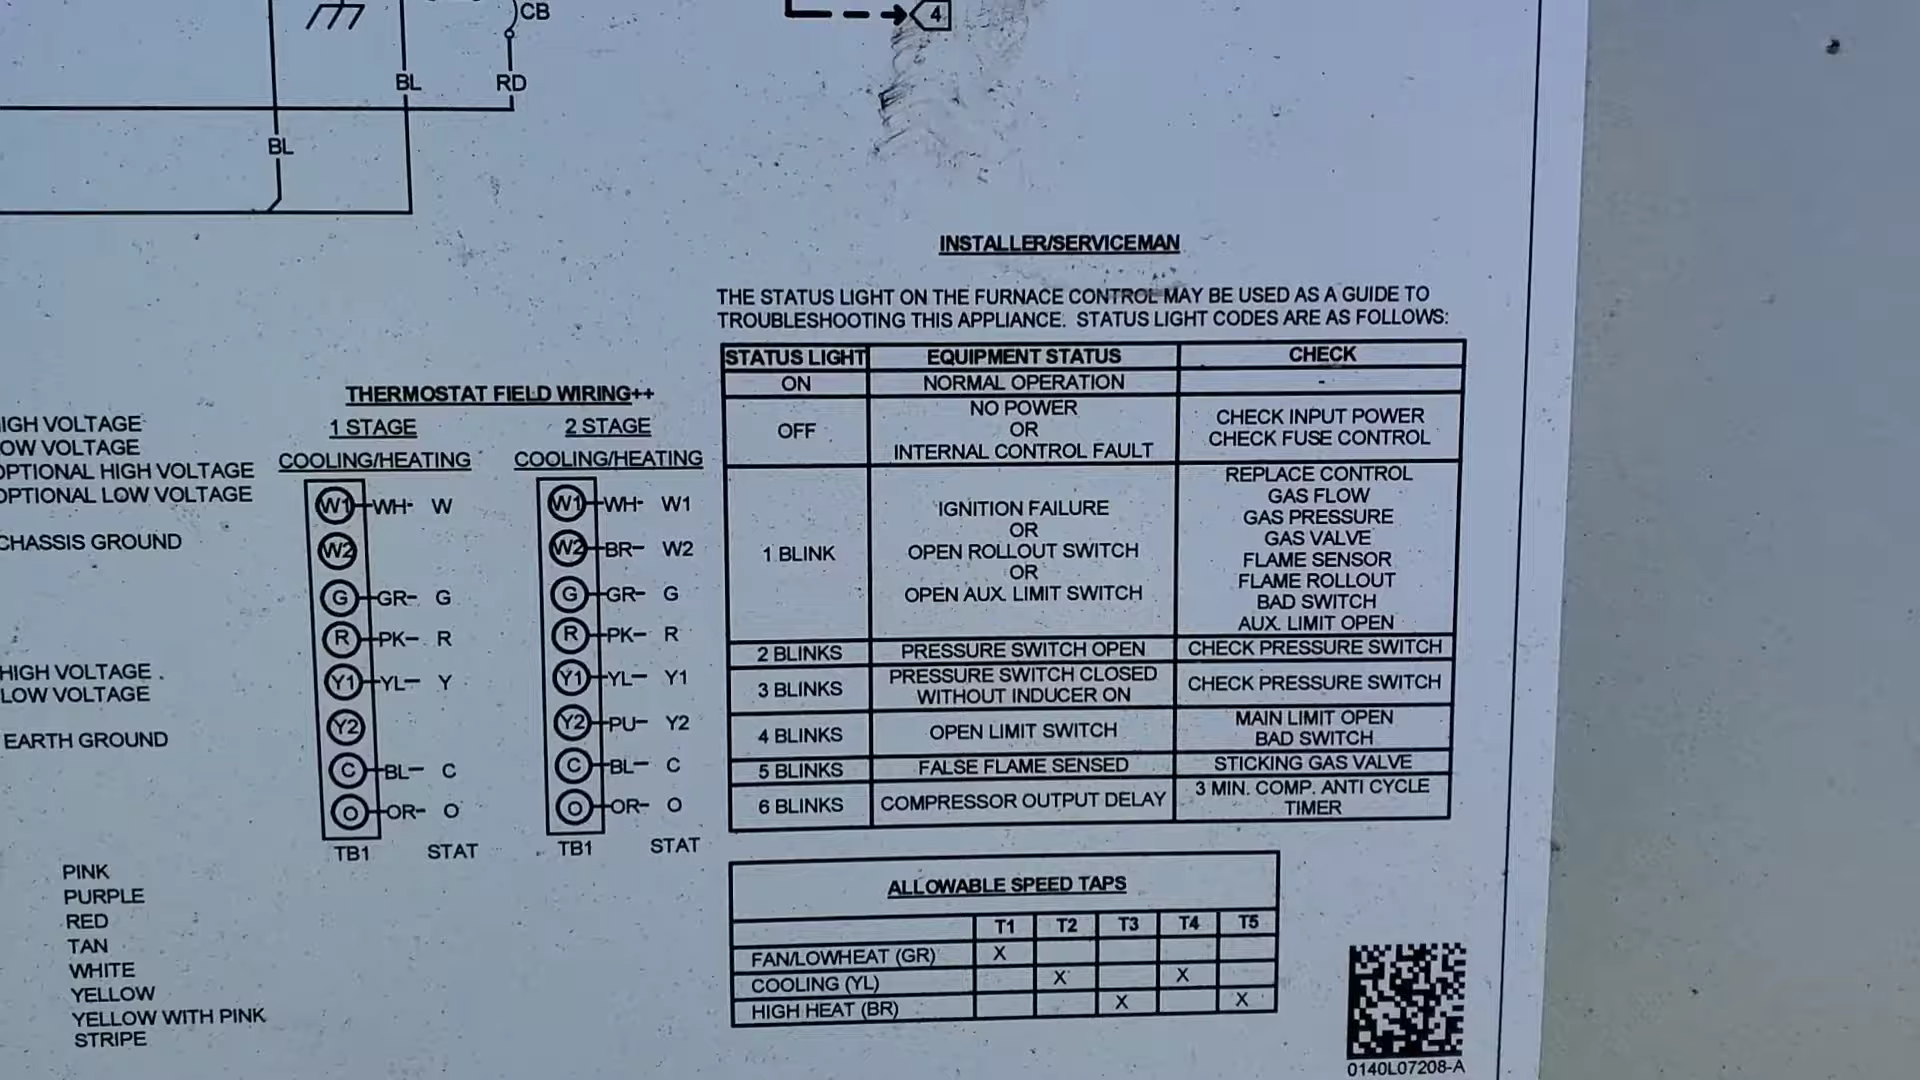 CB
4
BL
RD
BL
INSTALLER/SERVICEMAN
THE STATUS LIGHT ON THE FURNACE CONTROL MAY BE USED AS A GUIDE TO
TROUBLESHOOTING THIS APPLIANCE. STATUS LIGHT CODES ARE AS FOLLOWS:
STATUS LIGHT EQUIPMENT STATUS CHECK
ON NORMAL OPERATION -
OFF
NO POWER
OR
INTERNAL CONTROL FAULT
CHECK INPUT POWER
CHECK FUSE CONTROL
REPLACE CONTROL
1 BLINK
IGNITION FAILURE
OR
OPEN ROLLOUT SWITCH
OR
OPEN AUX. LIMIT SWITCH
GAS FLOW
GAS PRESSURE
GAS VALVE
FLAME SENSOR
FLAME ROLLOUT
BAD SWITCH
AUX. LIMIT OPEN
2 BLINKS PRESSURE SWITCH OPEN CHECK PRESSURE SWITCH
3 BLINKS
PRESSURE SWITCH CLOSED
WITHOUT INDUCER ON
CHECK PRESSURE SWITCH
4 BLINKS OPEN LIMIT SWITCH
MAIN LIMIT OPEN
BAD SWITCH
5 BLINKS FALSE FLAME SENSED STICKING GAS VALVE
6 BLINKS COMPRESSOR OUTPUT DELAY
3 MIN. COMP. ANTI CYCLE
TIMER
THERMOSTAT FIELD WIRING++
1 STAGE
COOLING/HEATING
W1 WH- W
W2
G GR- G
R PK- R
Y1 YL- Y
Y2
C BL- C
O OR- O
TB1 STAT
2 STAGE
COOLING/HEATING
W1 WH- W1
W2 BR- W2
G GR- G
R PK- R
Y1 YL- Y1
Y2 PU- Y2
C BL- C
O OR- O
TB1 STAT
IGH VOLTAGE
OW VOLTAGE
OPTIONAL HIGH VOLTAGE
OPTIONAL LOW VOLTAGE
CHASSIS GROUND
HIGH VOLTAGE
LOW VOLTAGE
EARTH GROUND
PINK
PURPLE
RED
TAN
WHITE
YELLOW
YELLOW WITH PINK
STRIPE
ALLOWABLE SPEED TAPS
T1 T2 T3 T4 T5
FAN/LOWHEAT (GR) X
COOLING (YL) X X
HIGH HEAT (BR) X X
0140L07208-A